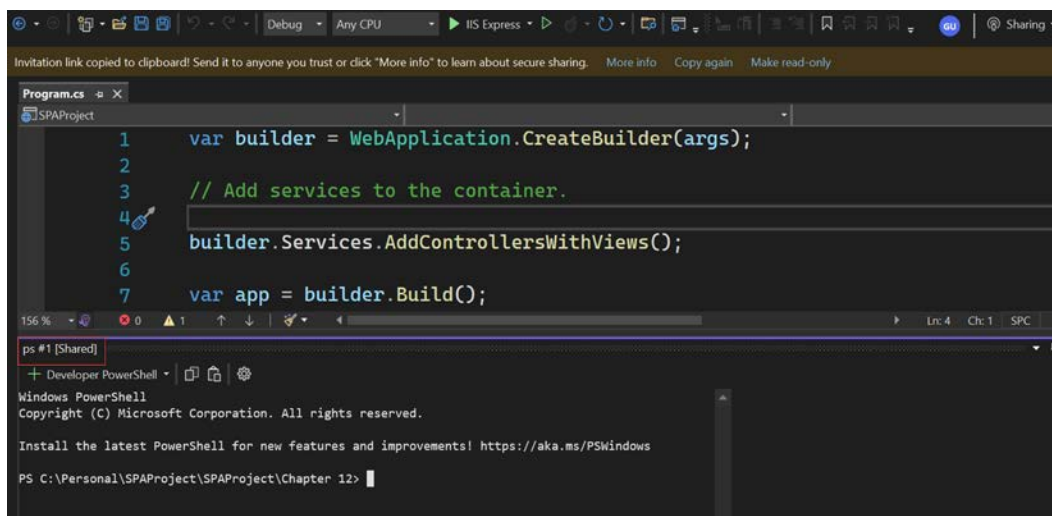 Debug Any CPU IIS Express GU Sharing
Invitation link copied to clipboard! Send it to anyone you trust or click "More info" to learn about secure sharing. More info Copy again Make read-only
Program.cs
SPAProject
1 var builder = WebApplication.CreateBuilder(args);
2
3 // Add services to the container.
4
5 builder.Services.AddControllersWithViews();
6
7 var app = builder.Build();
156 % 0 1 Ln: 4 Ch: 1 SPC
ps #1 [Shared]
Developer PowerShell
Windows PowerShell
Copyright (C) Microsoft Corporation. All rights reserved.
Install the latest PowerShell for new features and improvements! https://aka.ms/PSWindows
PS C:\Personal\SPAProject\SPAProject\Chapter 12>